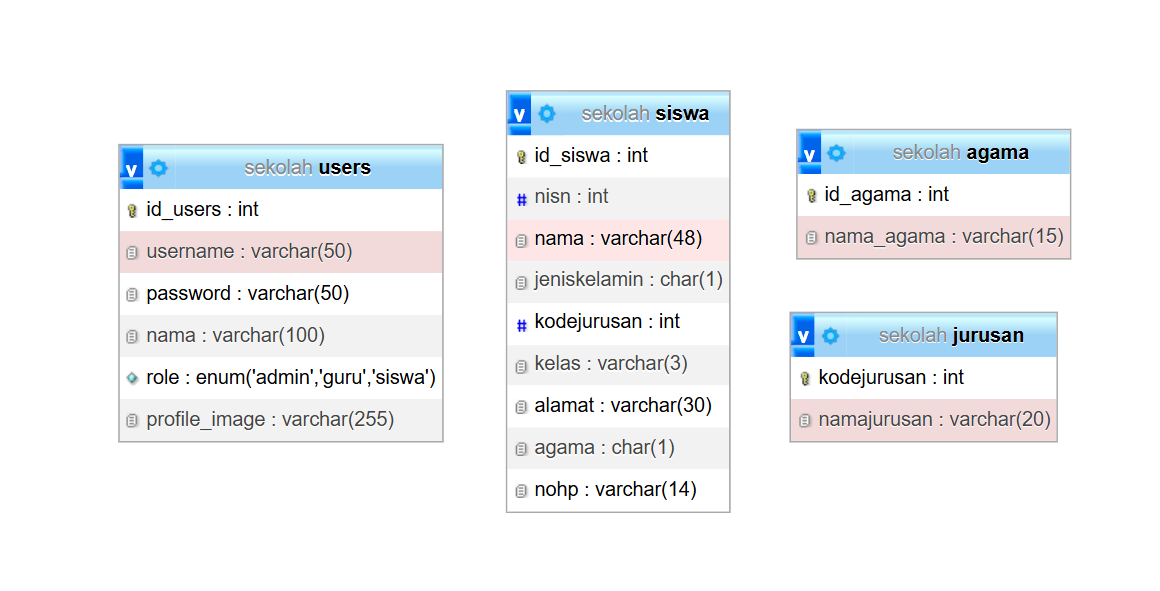 v sekolah users
id_users : int
username : varchar(50)
password : varchar(50)
nama : varchar(100)
role : enum('admin','guru','siswa')
profile_image : varchar(255)
v sekolah siswa
id_siswa : int
# nisn : int
nama : varchar(48)
jeniskelamin : char(1)
# kodejurusan : int
kelas : varchar(3)
alamat : varchar(30)
agama : char(1)
nohp : varchar(14)
v sekolah agama
id_agama : int
nama_agama : varchar(15)
v sekolah jurusan
kodejurusan : int
namajurusan : varchar(20)